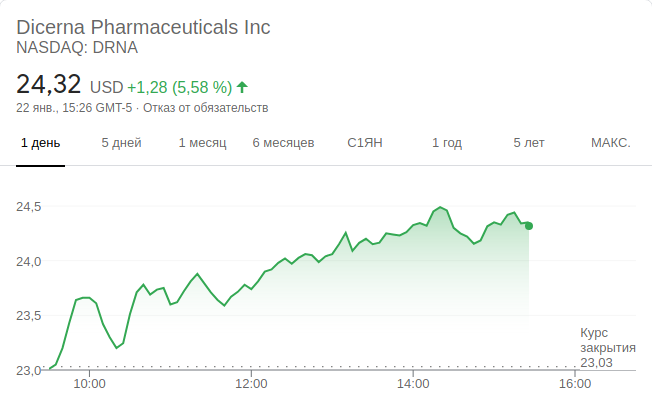 Dicerna Pharmaceuticals Inc
NASDAQ: DRNA
24,32 USD +1,28 (5,58 %)
22 янв., 15:26 GMT-5 · Отказ от обязательств
1 день 5 дней 1 месяц 6 месяцев С1ЯН 1 год 5 лет МАКС.
24,5
24,0
23,5
23,0
Курс
закрытия
23,03
10:00 12:00 14:00 16:00